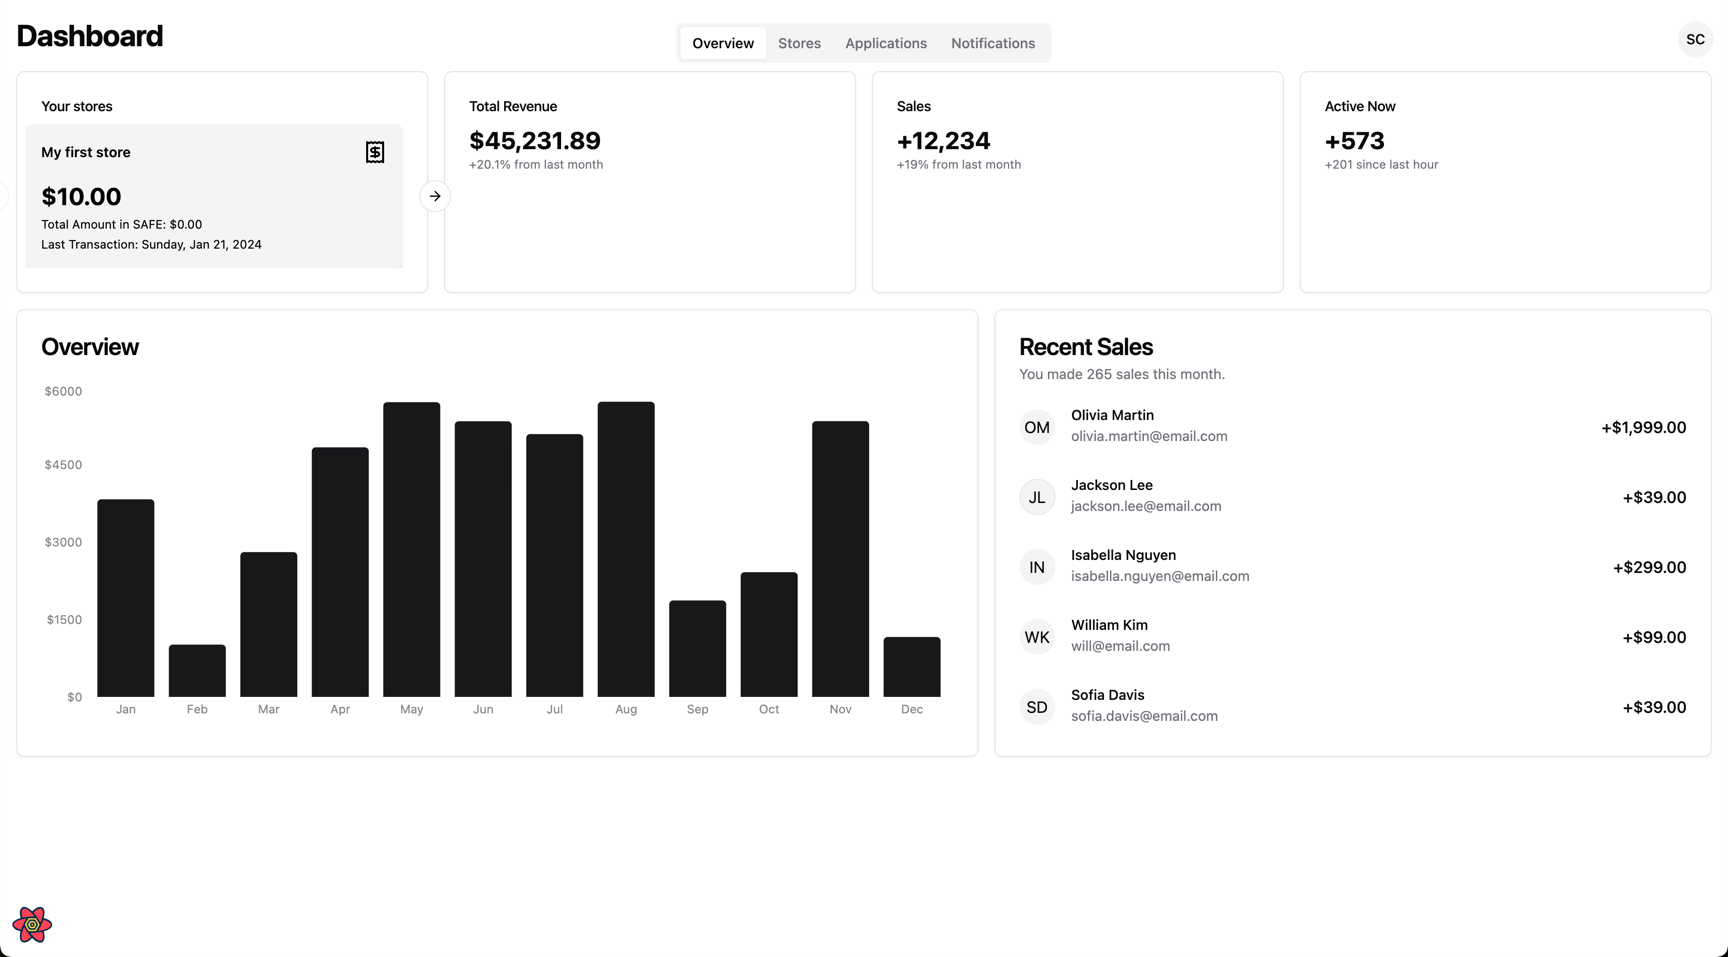 Dashboard
Overview
Stores
Applications
Notifications
SC
Your stores
My first store
$10.00
Total Amount in SAFE: $0.00
Last Transaction: Sunday, Jan 21, 2024
Total Revenue
$45,231.89
+20.1% from last month
Sales
+12,234
+19% from last month
Active Now
+573
+201 since last hour
Overview
$6000
$4500
$3000
$1500
$0
Jan Feb Mar Apr May Jun Jul Aug Sep Oct Nov Dec
Recent Sales
You made 265 sales this month.
OM
Olivia Martin
olivia.martin@email.com
+$1,999.00
JL
Jackson Lee
jackson.lee@email.com
+$39.00
IN
Isabella Nguyen
isabella.nguyen@email.com
+$299.00
WK
William Kim
will@email.com
+$99.00
SD
Sofia Davis
sofia.davis@email.com
+$39.00